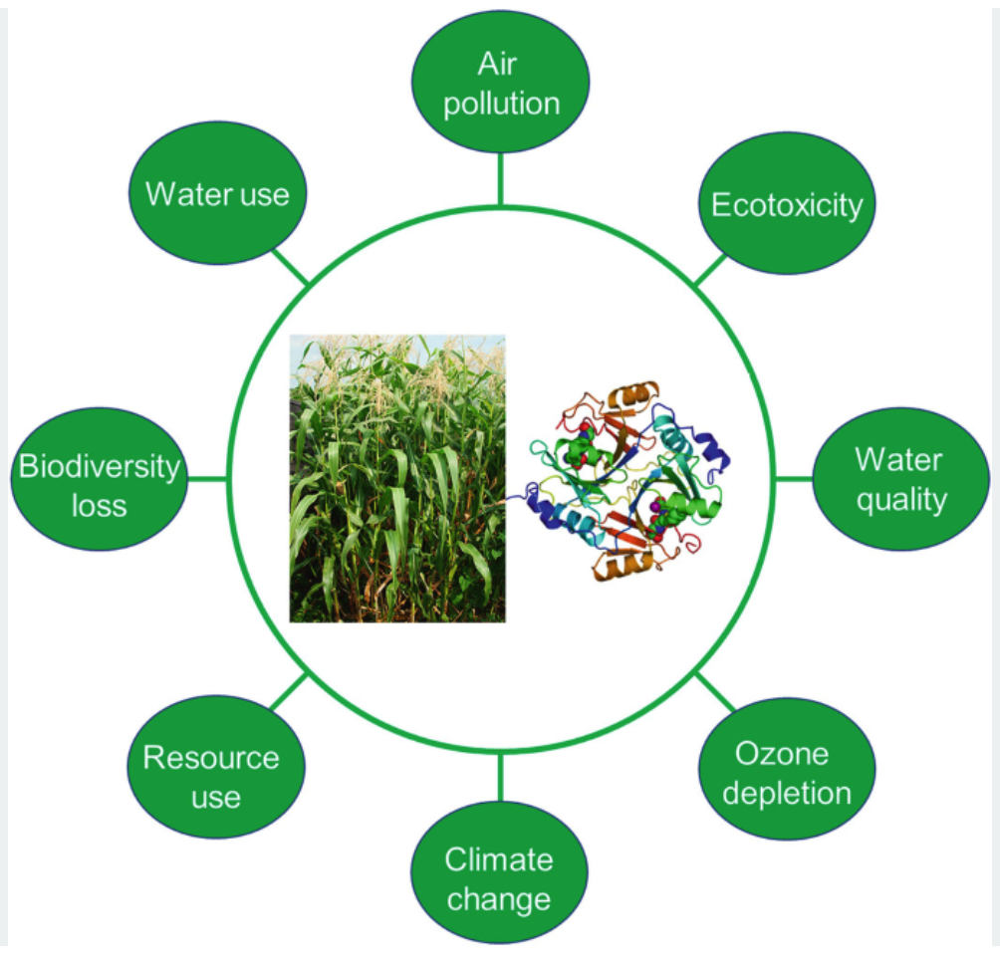 Air
pollution
Water use
Ecotoxicity
Biodiversity
loss
Water
quality
Resource
use
Ozone
depletion
Climate
change